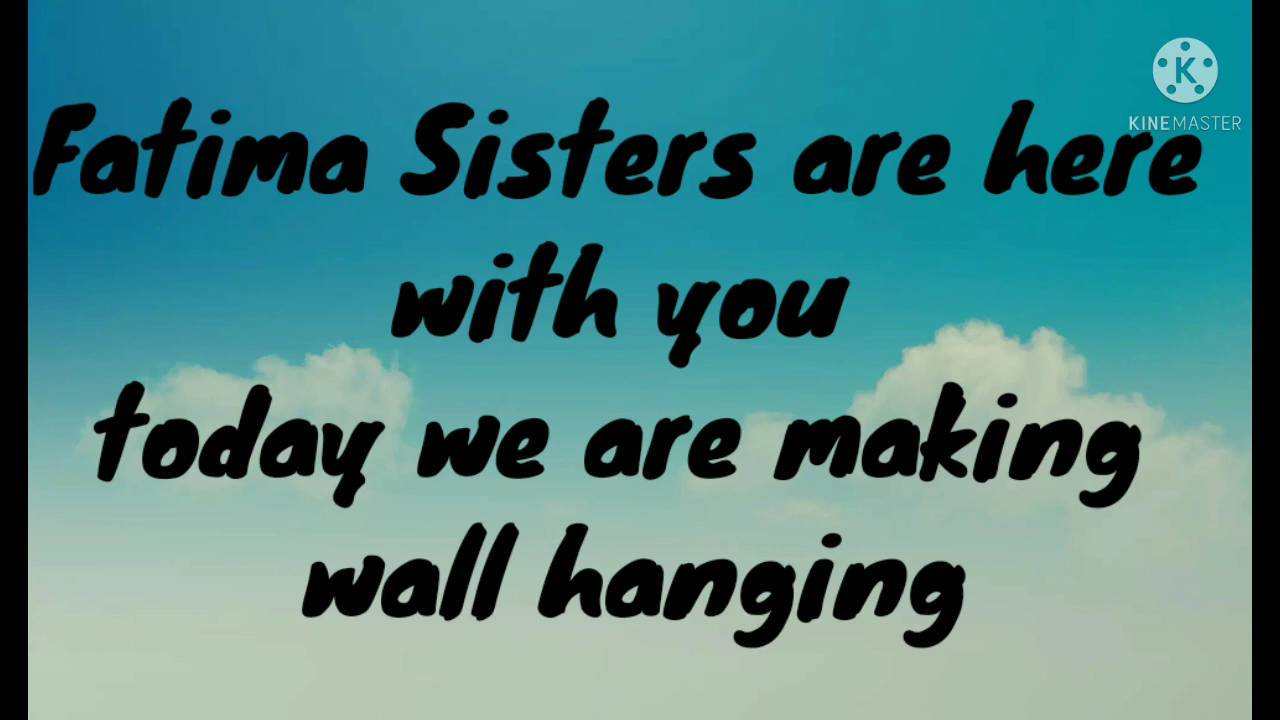 KINEMASTER
Fatima Sisters are here
with you
today we are making
wall hanging